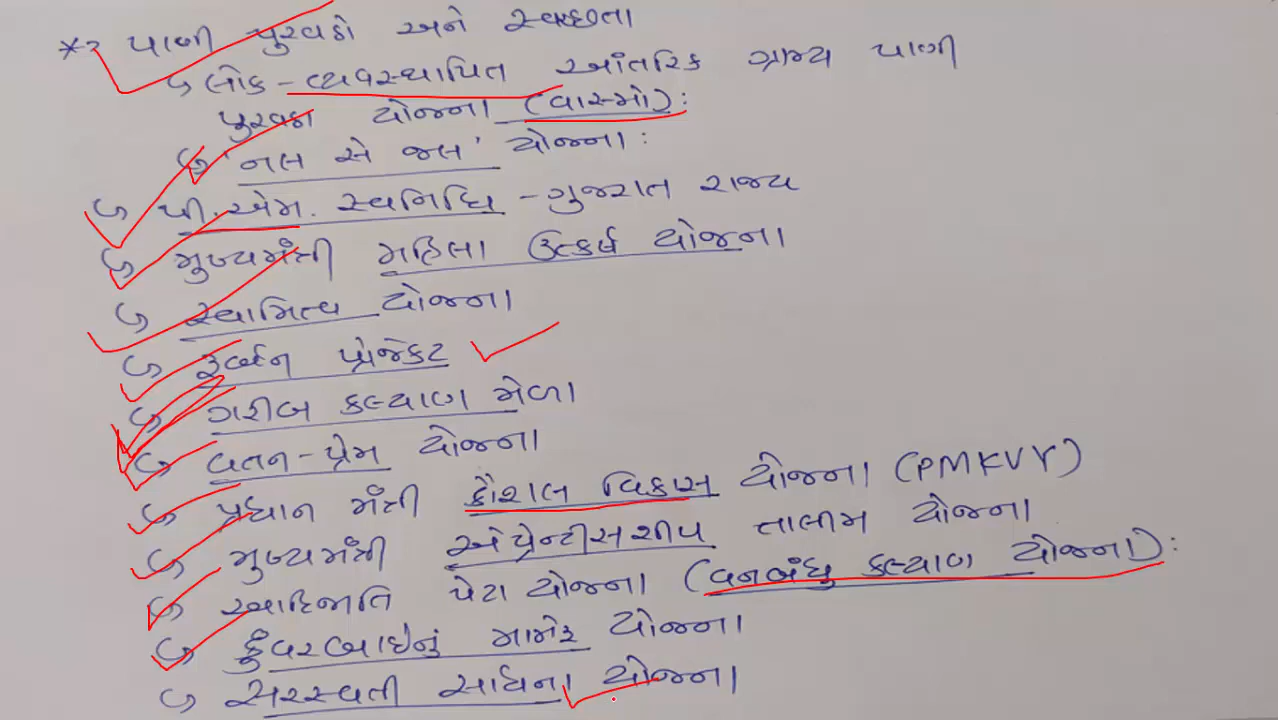 *→ પાણી પુરવઠો અને સ્વચ્છતા
↳ લોક - વ્યવસ્થાપિત આંતરિક ગ્રામ્ય પાણી
પુરવઠા યોજના (વાસ્મો):
↳ 'નલ સે જલ' યોજના:
↳ પી. એમ. સ્વનિધિ - ગુજરાત રાજ્ય
↳ મુખ્યમંત્રી મહિલા ઉત્કર્ષ યોજના
↳ સ્વામિત્વ યોજના
↳ રૂર્બન પ્રોજેકટ
↳ ગરીબ કલ્યાણ મેળા
↳ વતન - પ્રેમ યોજના
↳ પ્રધાન મંત્રી કૌશલ વિકાસ યોજના (PMKVY)
↳ મુખ્યમંત્રી એપ્રેન્ટીસશીપ તાલીમ યોજના
↳ આદિજાતિ પેટા યોજના (વનબંધુ કલ્યાણ યોજના):
↳ કુંવરબાઈનું મામેરૂ યોજના
↳ સરસ્વતી સાધના યોજના